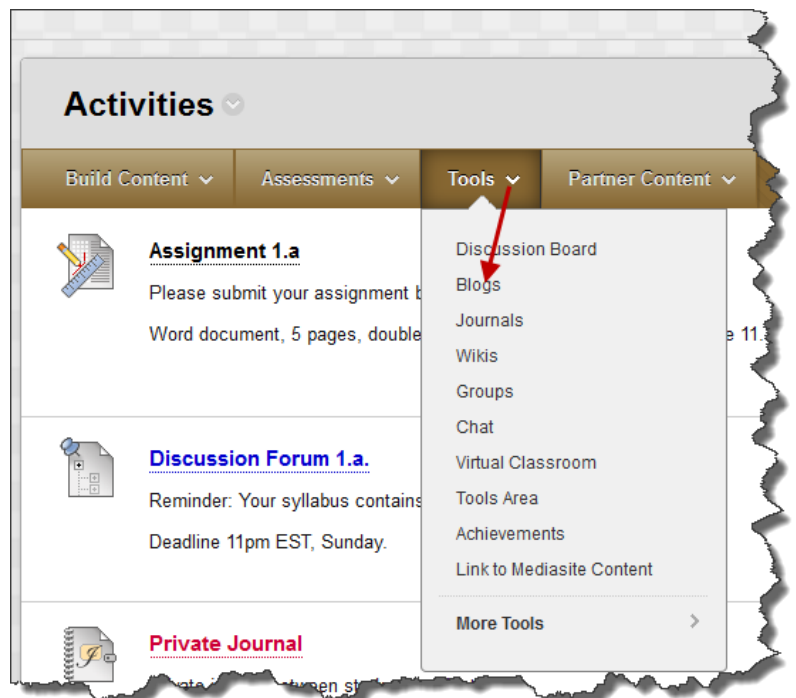 Activities
Build Content Assessments Tools Partner Content
Assignment 1.a
Please submit your assignment
Word document, 5 pages, double
e 11.
Discussion Forum 1.a.
Reminder: Your syllabus contains
Deadline 11pm EST, Sunday.
Private Journal
Discussion Board
Blogs
Journals
Wikis
Groups
Chat
Virtual Classroom
Tools Area
Achievements
Link to Mediasite Content
More Tools